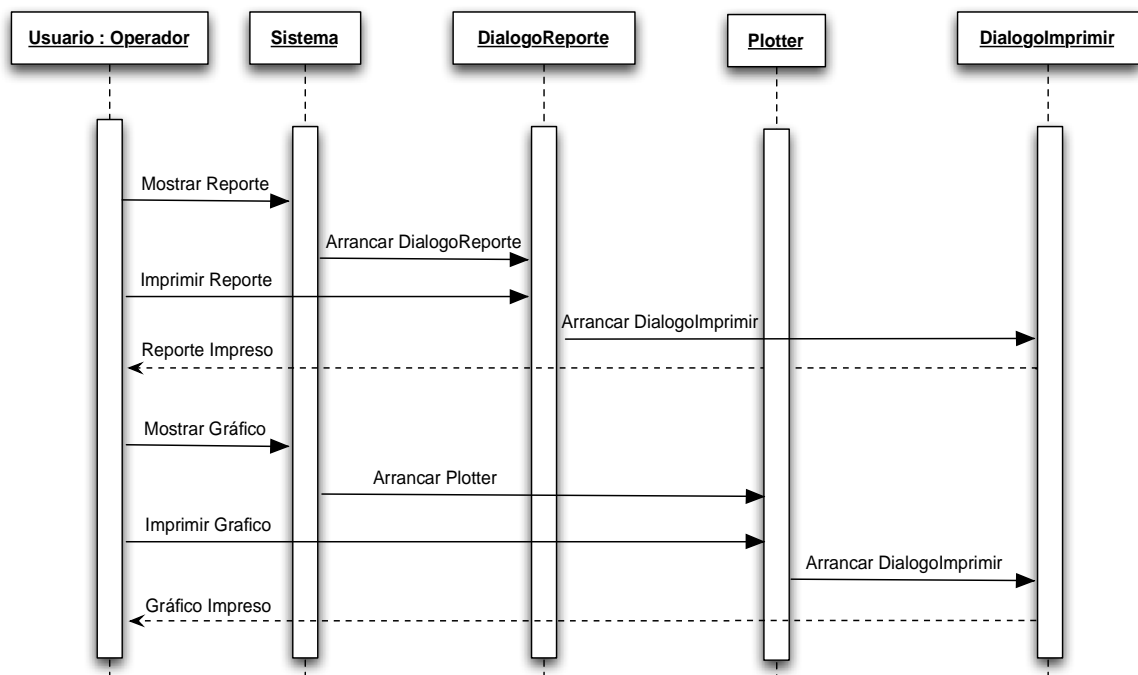 Usuario : Operador
Sistema
DialogoReporte
Plotter
DialogoImprimir
Mostrar Reporte
Arrancar DialogoReporte
Imprimir Reporte
Arrancar DialogoImprimir
Reporte Impreso
Mostrar Gráfico
Arrancar Plotter
Imprimir Grafico
Arrancar DialogoImprimir
Gráfico Impreso